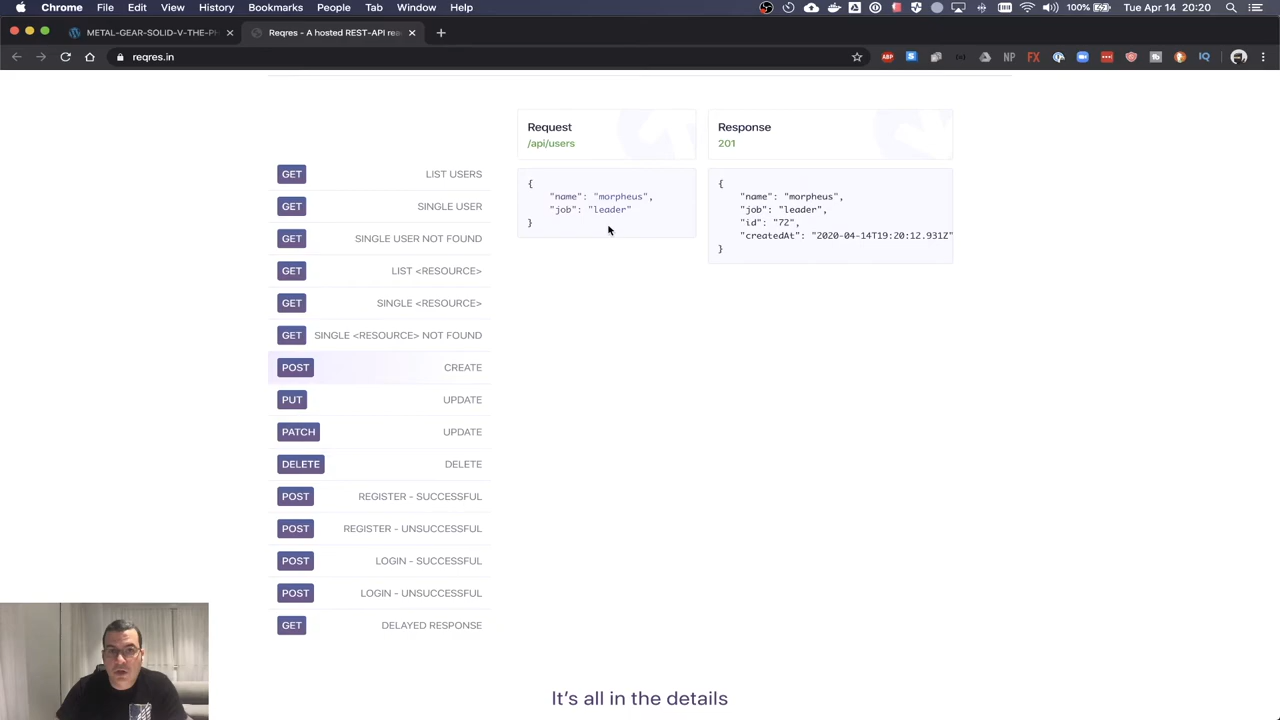 Chrome File Edit View History Bookmarks People Tab Window Help
100% Tue Apr 14 20:20
METAL-GEAR-SOLID-V-THE-PH
Reqres - A hosted REST-API rea
reqres.in
ABP
NP
FX
IQ
Request
/api/users
Response
201
{
"name": "morpheus",
"job": "leader"
}
{
"name": "morpheus",
"job": "leader",
"id": "72",
"createdAt": "2020-04-14T19:20:12.931Z"
}
GET LIST USERS
GET SINGLE USER
GET SINGLE USER NOT FOUND
GET LIST <RESOURCE>
GET SINGLE <RESOURCE>
GET SINGLE <RESOURCE> NOT FOUND
POST CREATE
PUT UPDATE
PATCH UPDATE
DELETE DELETE
POST REGISTER - SUCCESSFUL
POST REGISTER - UNSUCCESSFUL
POST LOGIN - SUCCESSFUL
POST LOGIN - UNSUCCESSFUL
GET DELAYED RESPONSE
It's all in the details